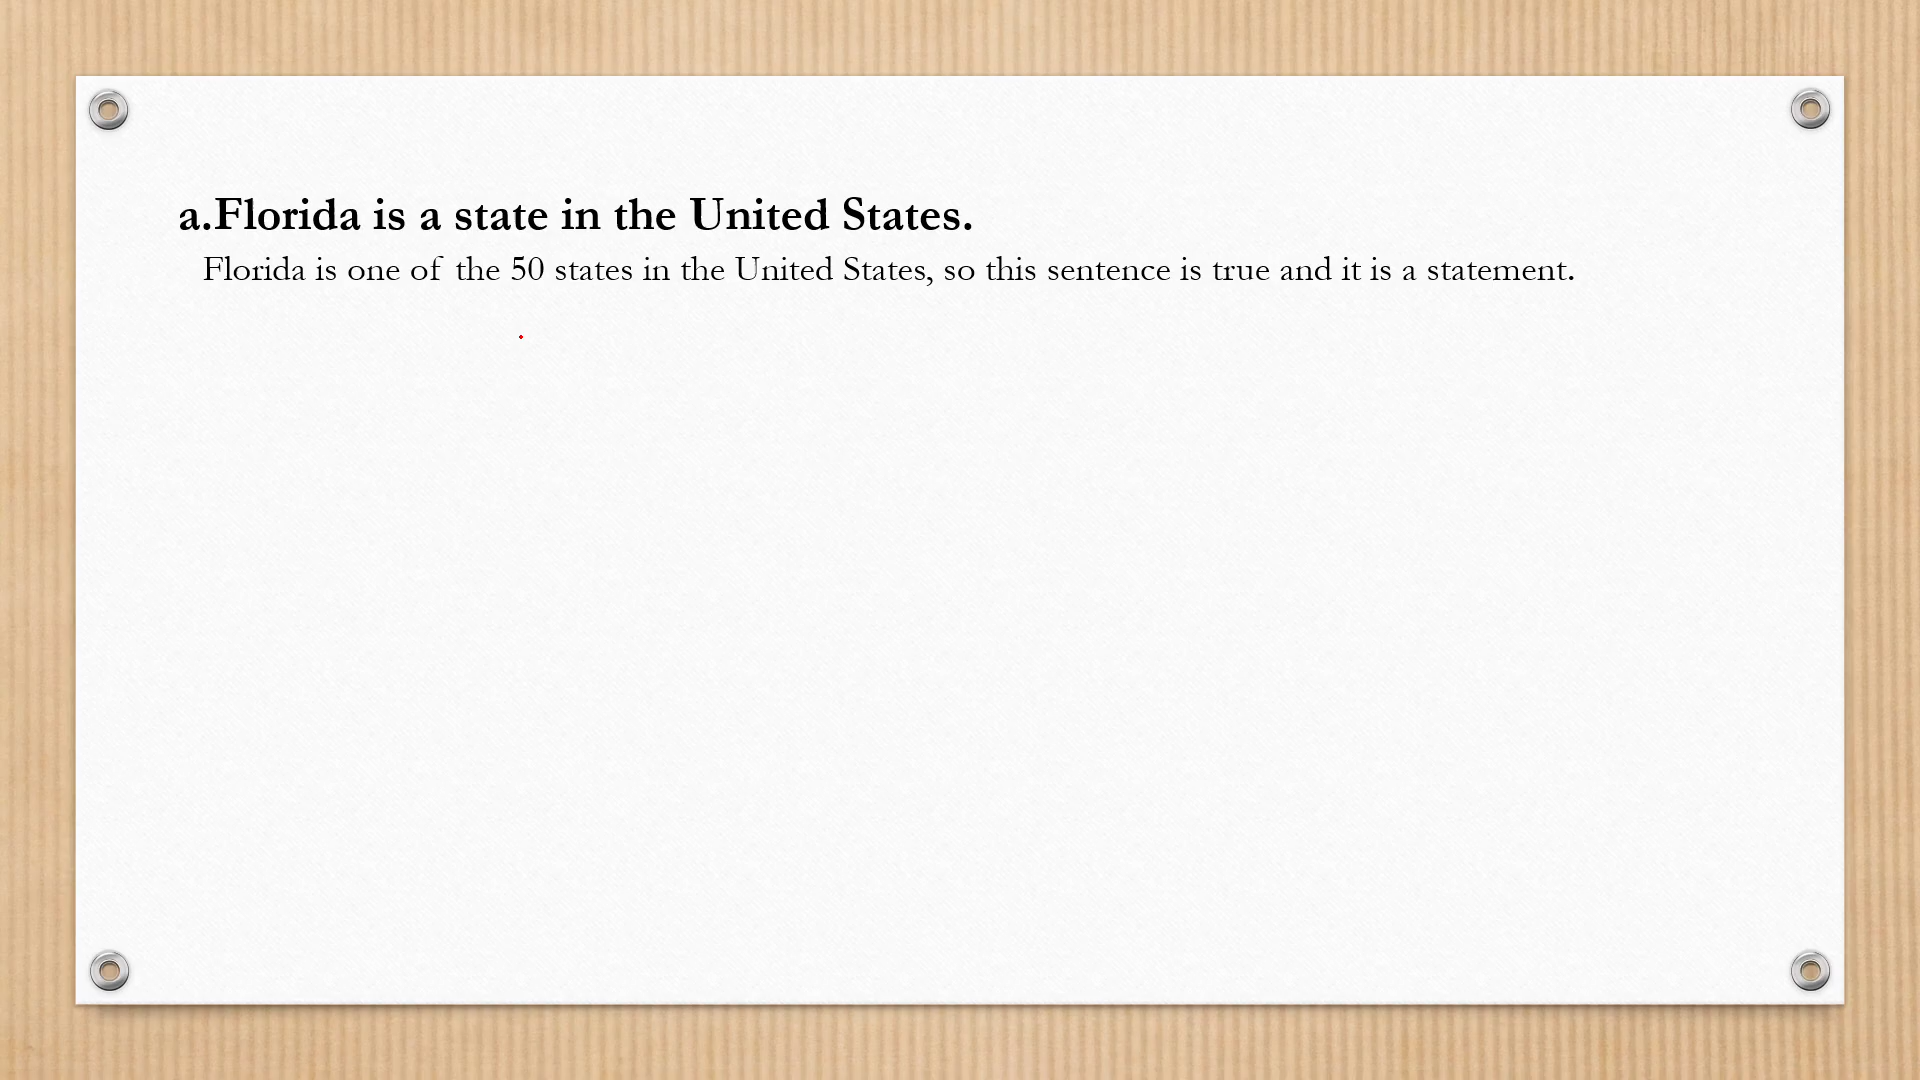 a.Florida is a state in the United States.
Florida is one of the 50 states in the United States, so this sentence is true and it is a statement.